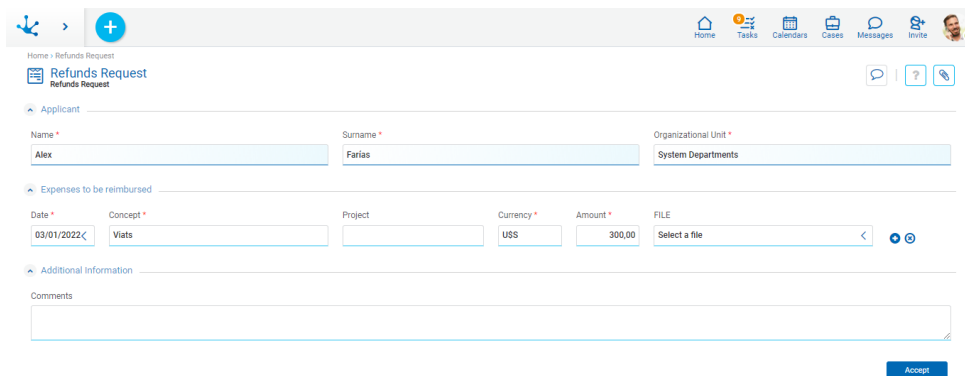 9
Home Tasks Calendars Cases Messages Invite
Home › Refunds Request
Refunds Request
Refunds Request
?
Applicant
Name * Surname * Organizational Unit *
Alex Farías System Departments
Expenses to be reimbursed
Date * Concept * Project Currency * Amount * FILE
03/01/2022 Viats U$S 300,00 Select a file
Additional Information
Comments
Accept